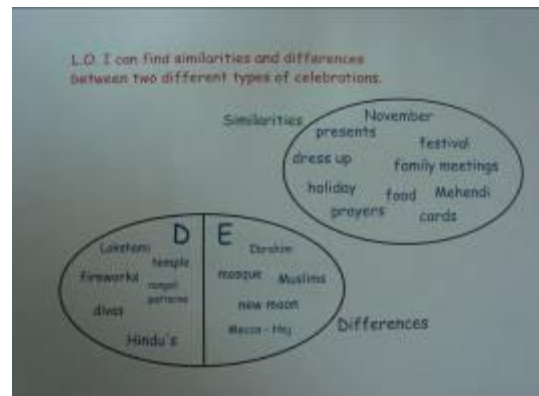 L.O. I can find similarities and differences
between two different types of celebrations.
Similarities
November
presents
festival
dress up
family meetings
holiday
food
Mehendi
prayers
cards
D
E
Lakshmi
Ebrahim
temple
fireworks
mosque
Muslims
rangoli
patterns
new moon
divas
Mecca - Hajj
Hindu's
Differences